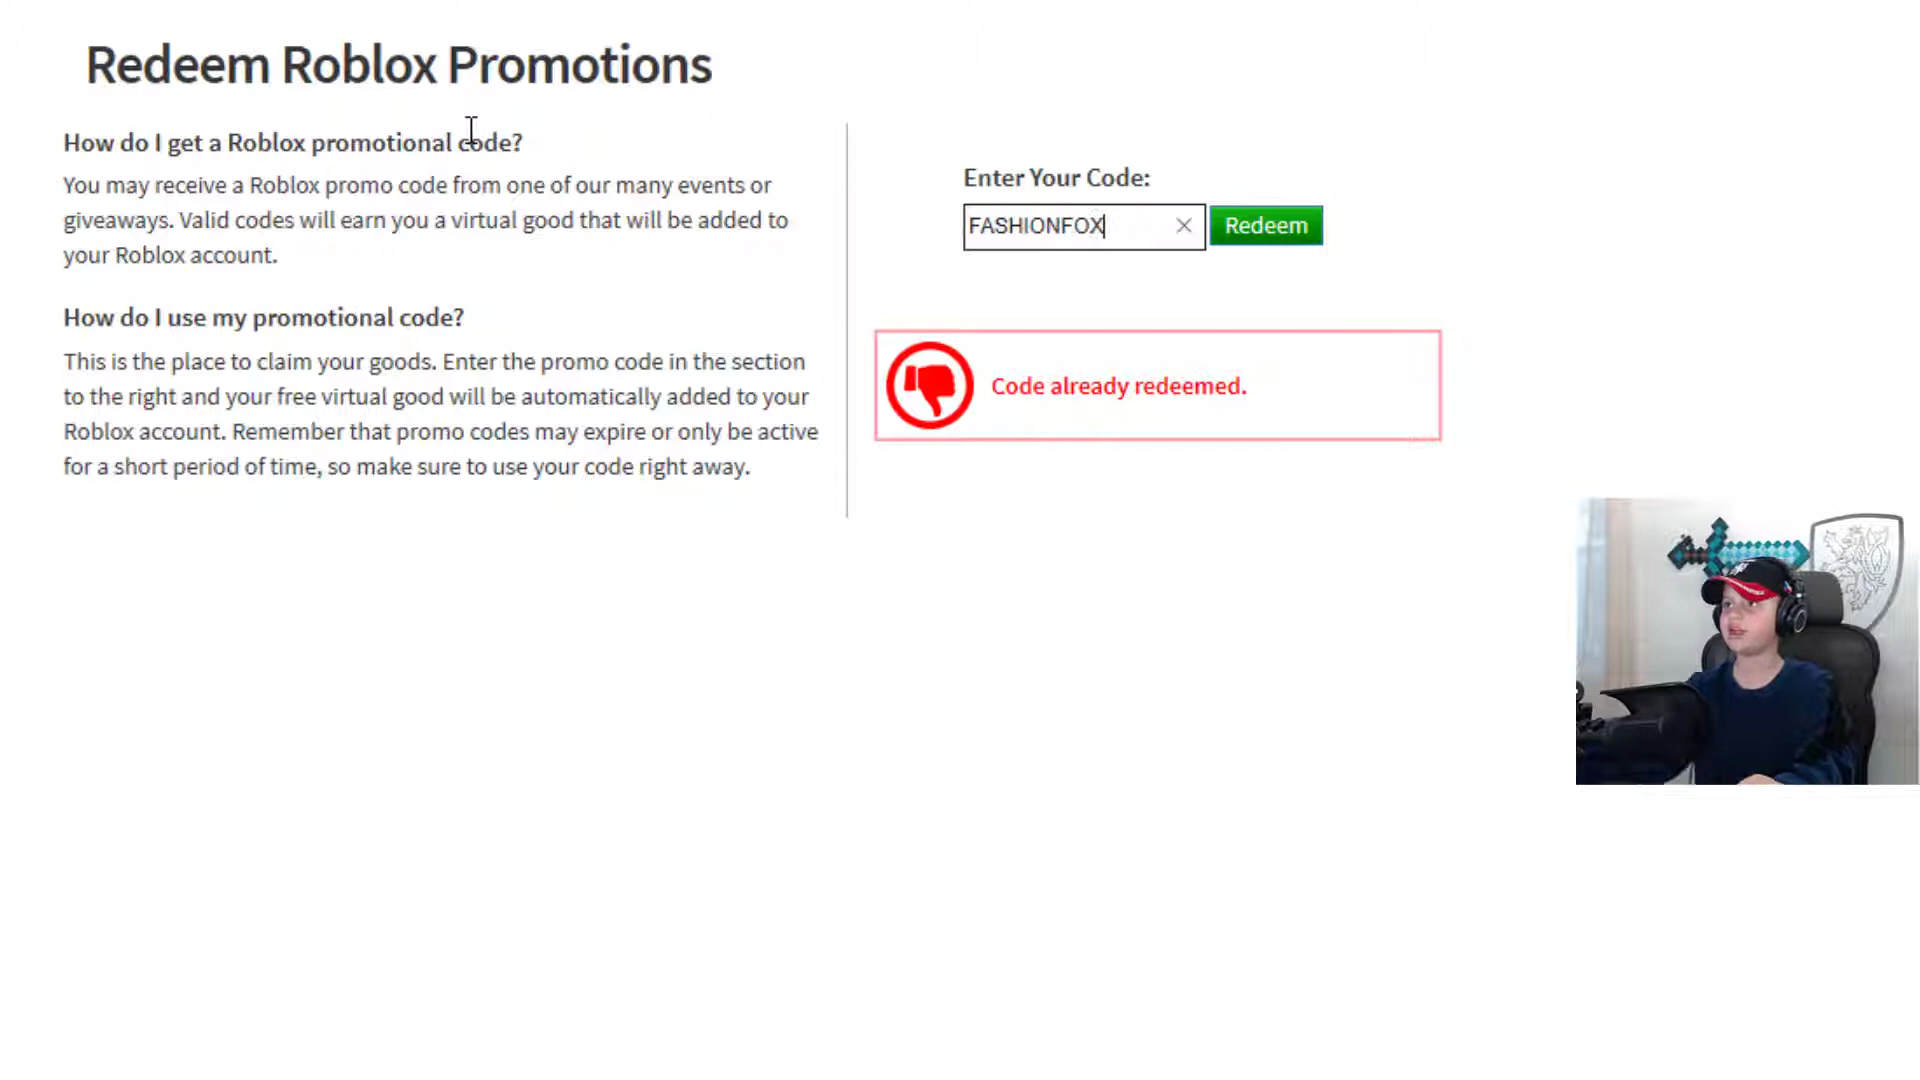 Redeem Roblox Promotions
How do I get a Roblox promotional code?
You may receive a Roblox promo code from one of our many events or
giveaways. Valid codes will earn you a virtual good that will be added to
your Roblox account.
How do I use my promotional code?
This is the place to claim your goods. Enter the promo code in the section
to the right and your free virtual good will be automatically added to your
Roblox account. Remember that promo codes may expire or only be active
for a short period of time, so make sure to use your code right away.
Enter Your Code:
FASHIONFOX
Redeem
Code already redeemed.